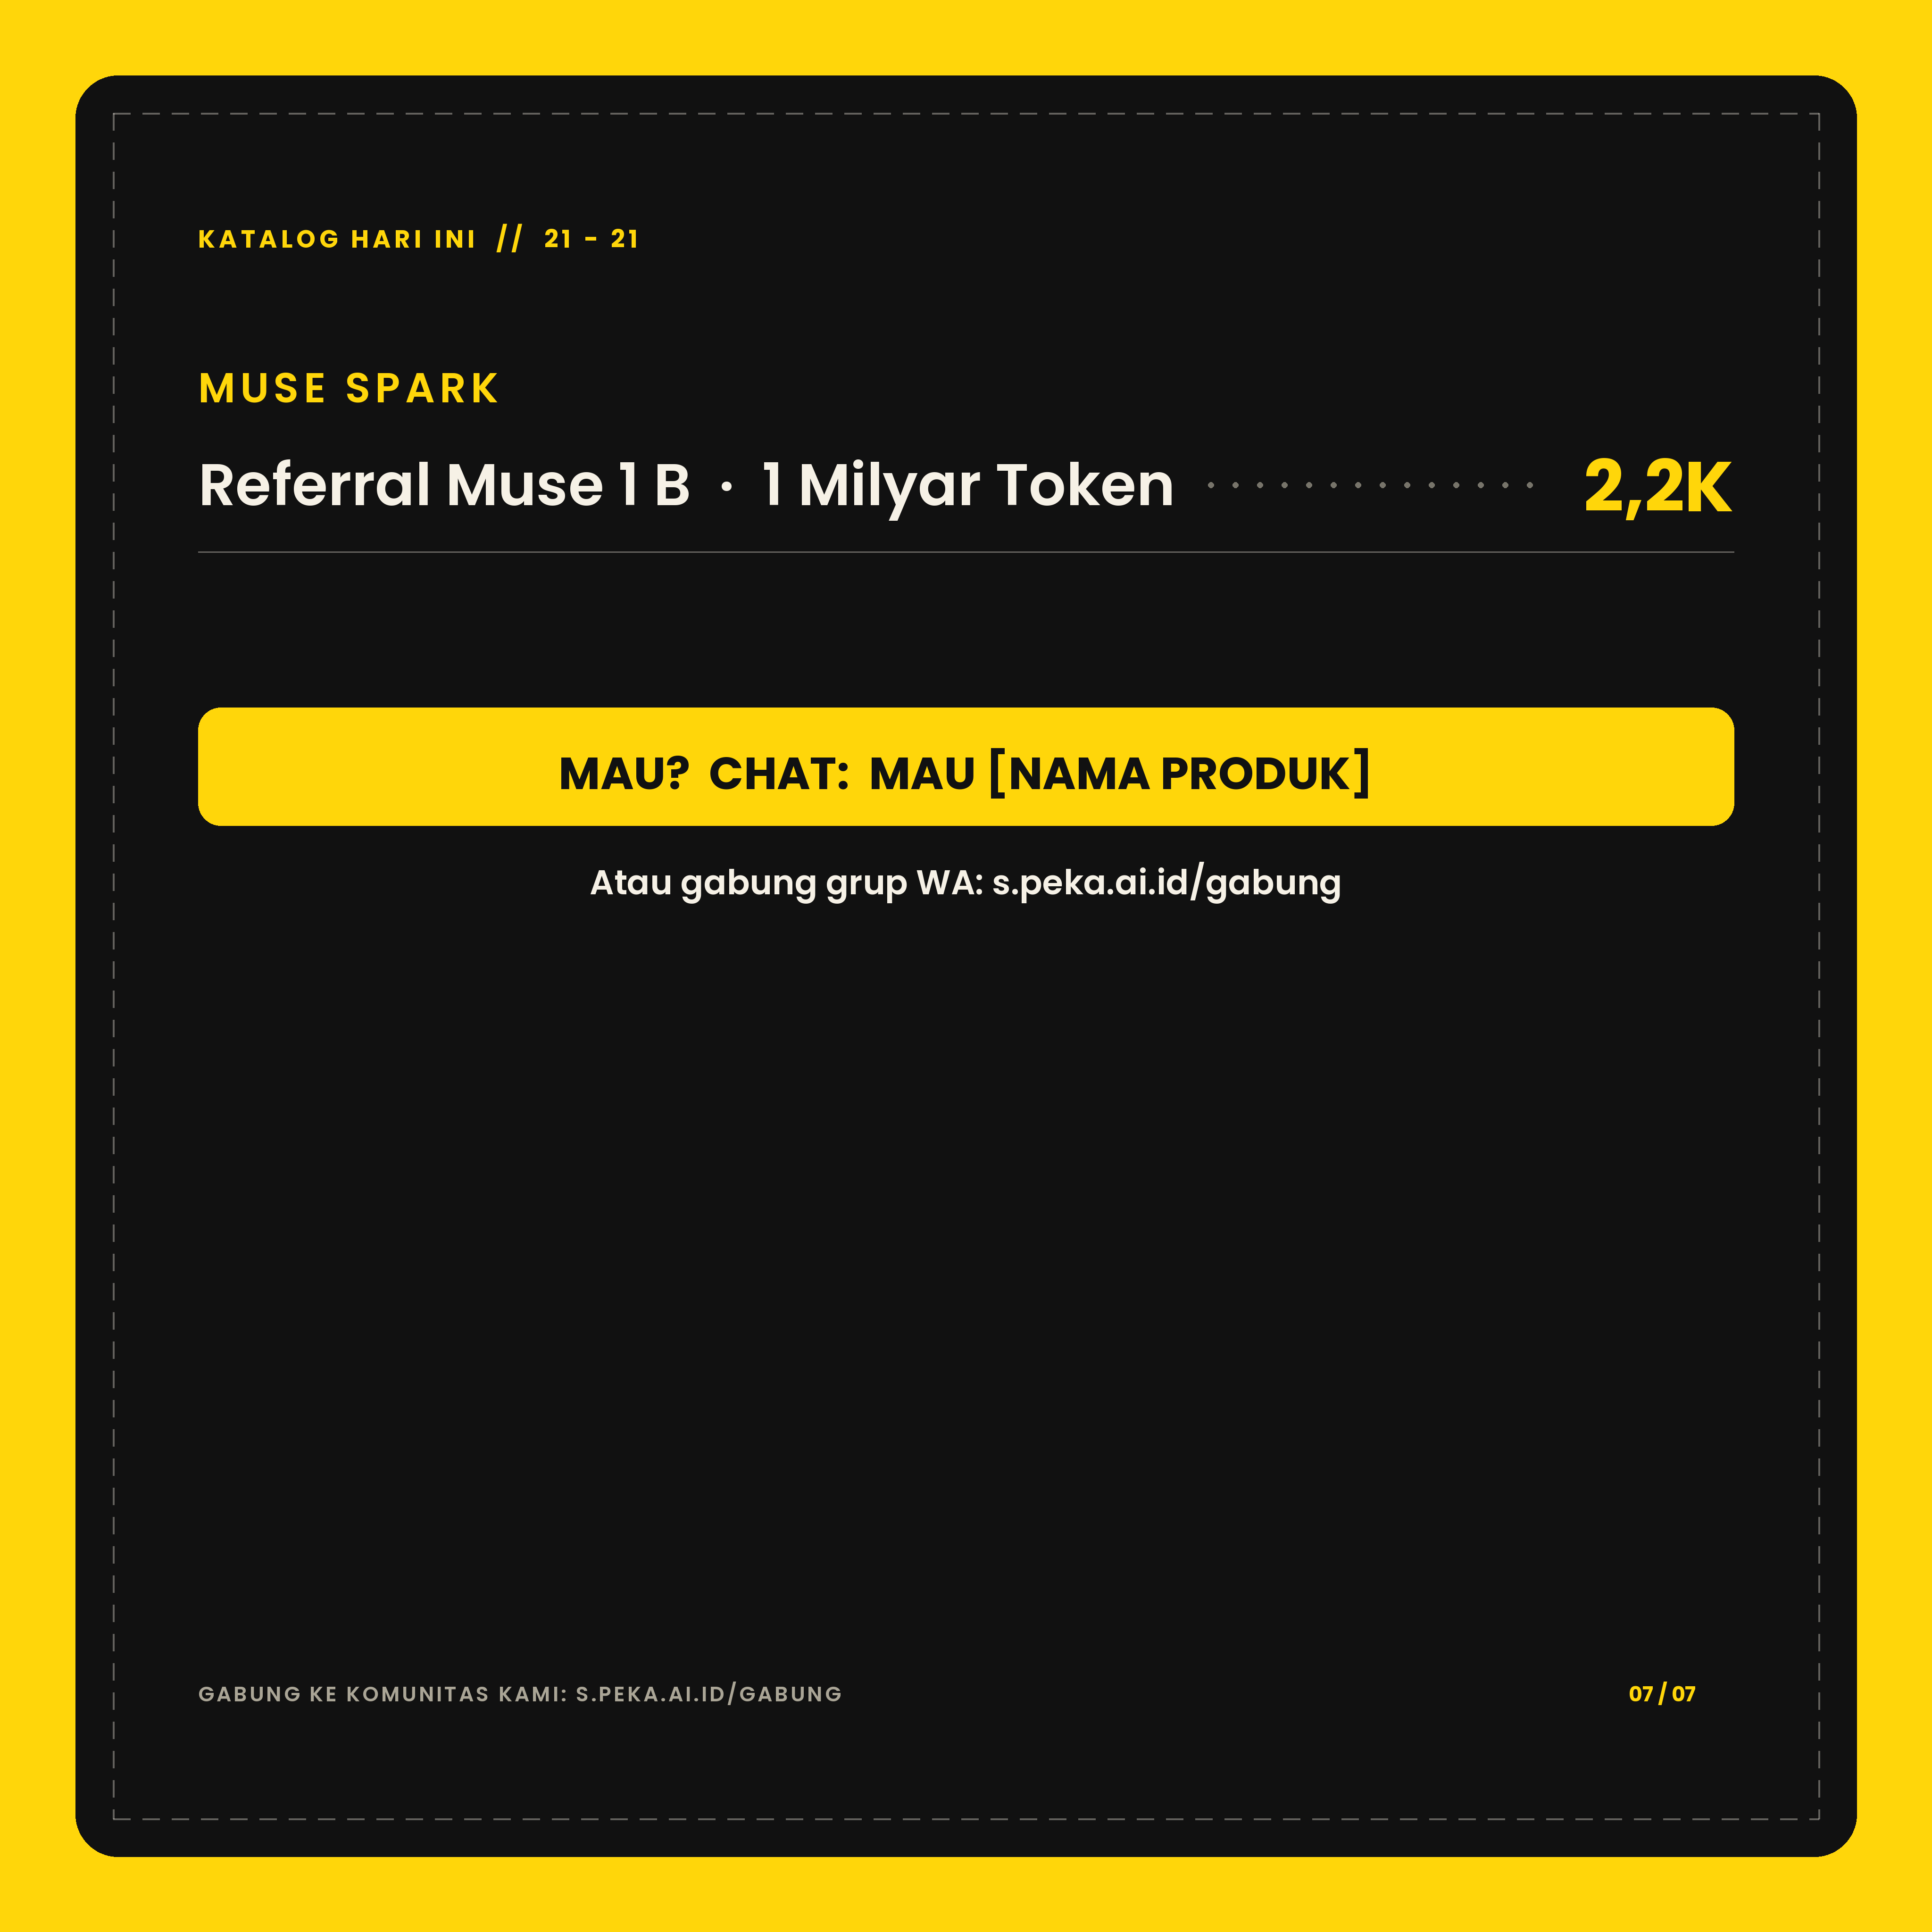 KATALOG HARI INI // 21 - 21
MUSE SPARK
Referral Muse 1 B · 1 Milyar Token 2,2K
MAU? CHAT: MAU [NAMA PRODUK]
Atau gabung grup WA: s.peka.ai.id/gabung
GABUNG KE KOMUNITAS KAMI: S.PEKA.AI.ID/GABUNG 07 / 07